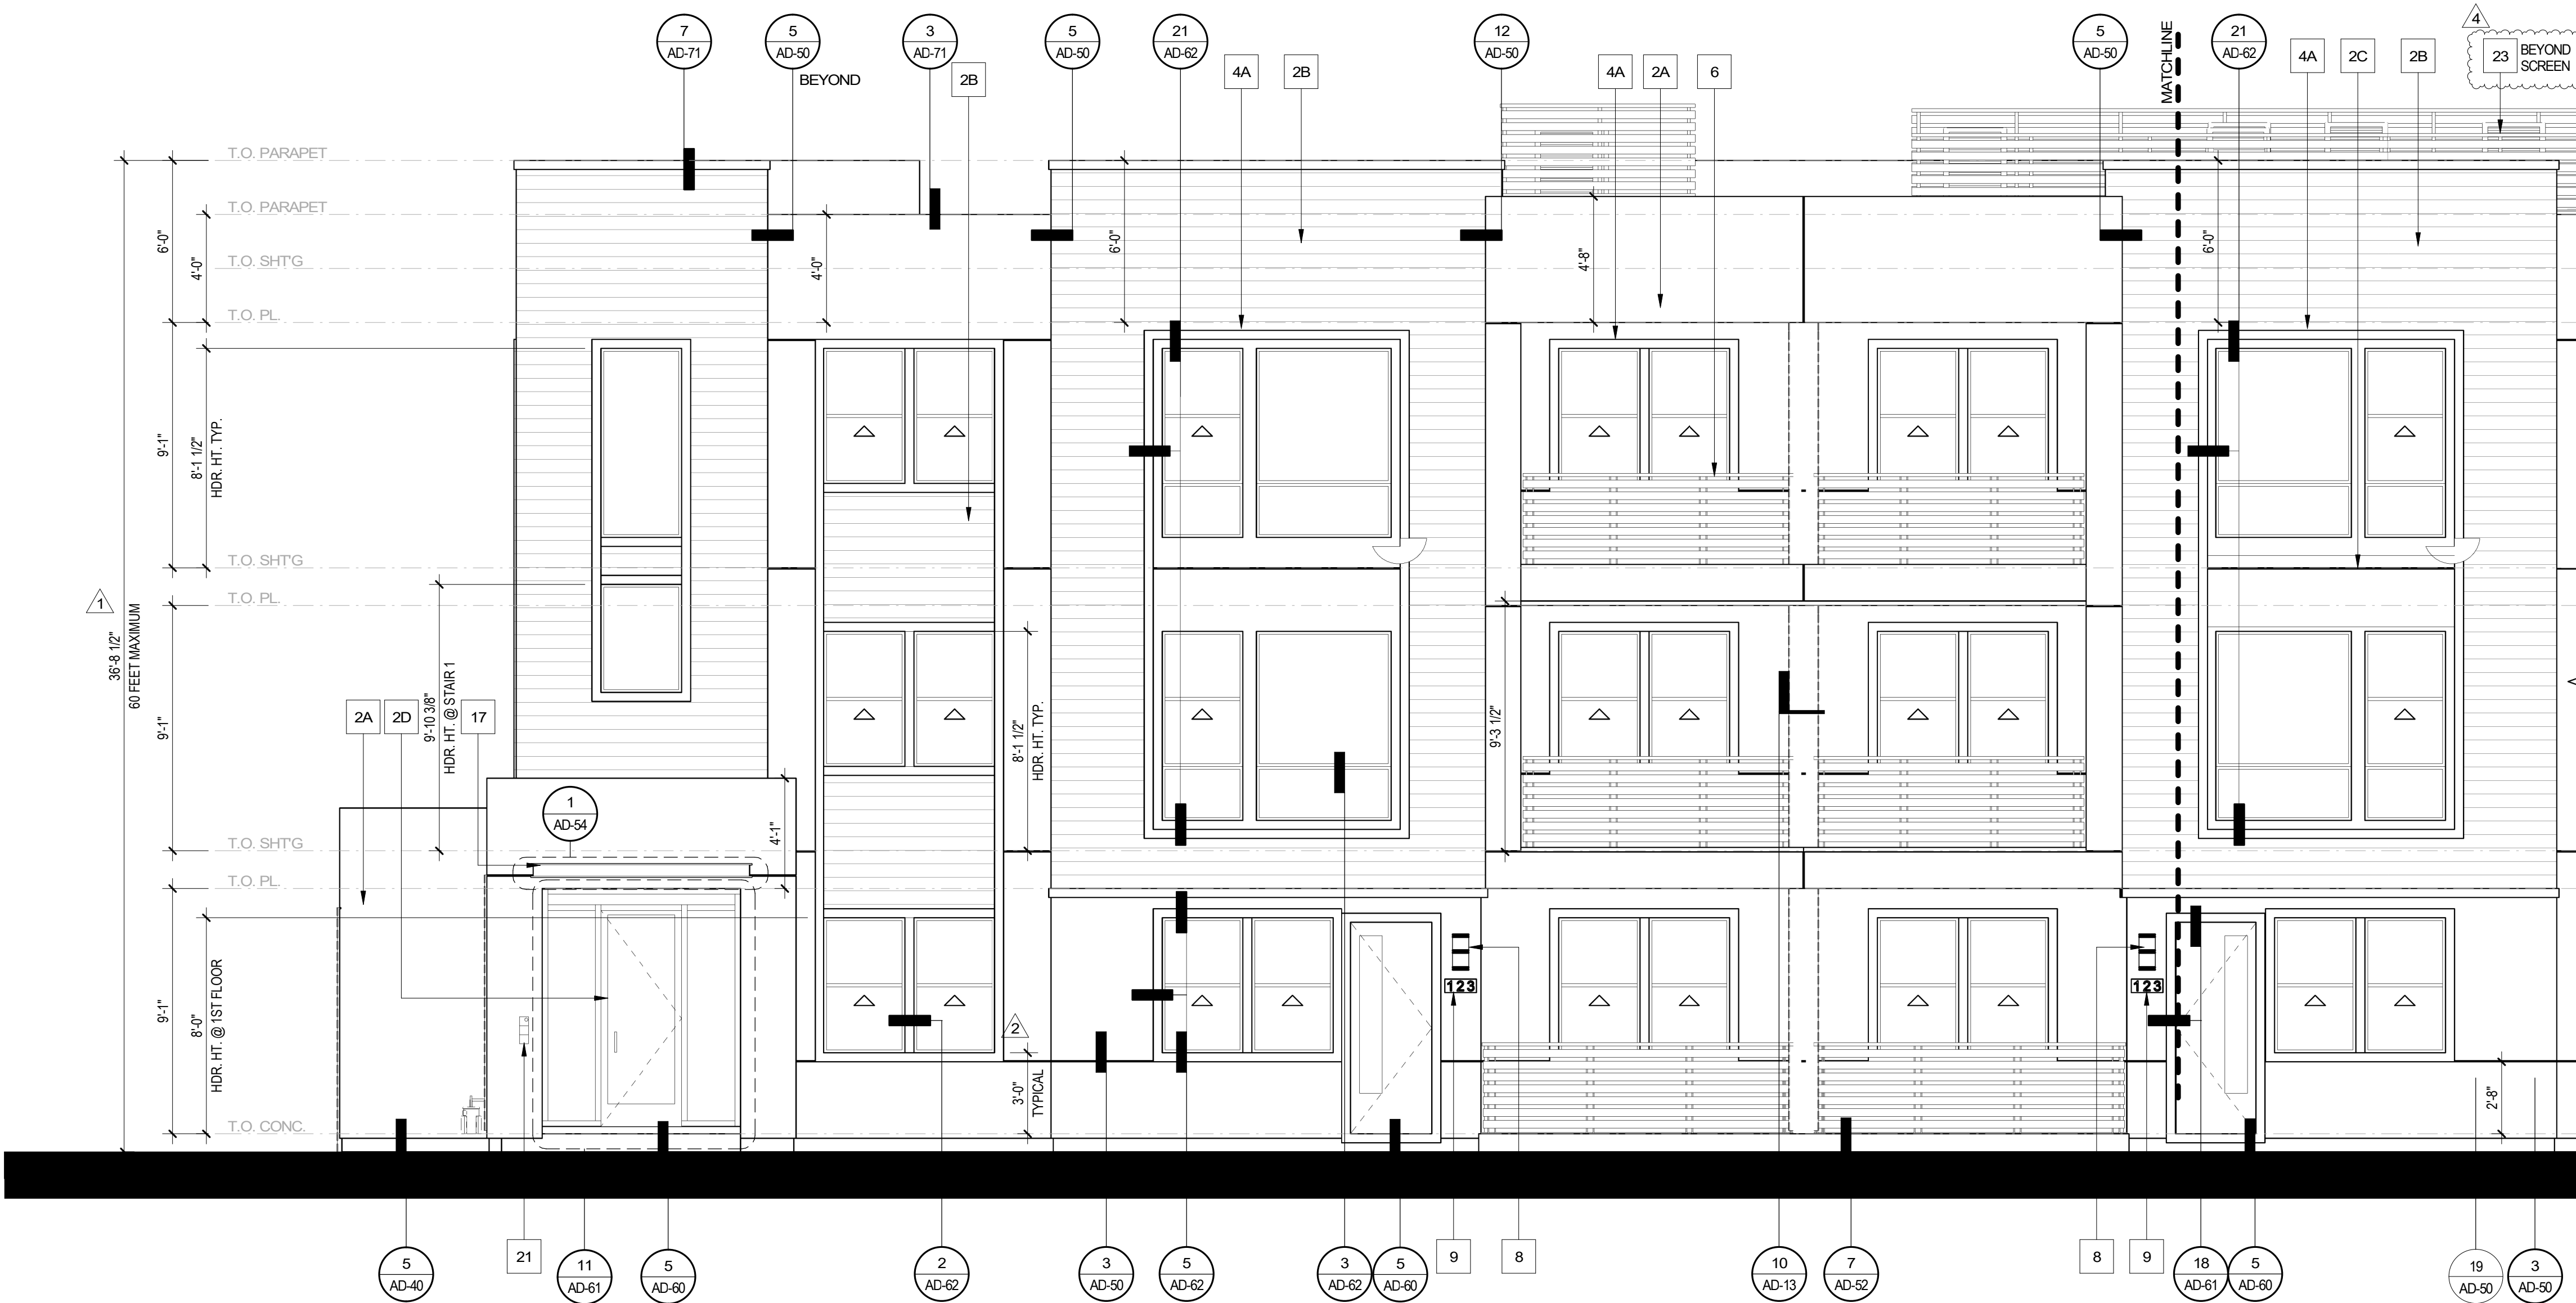 7
AD-71
5
AD-50
BEYOND
3
AD-71
2B
5
AD-50
21
AD-62
4A
2B
12
AD-50
4A
2A
6
5
AD-50
MATCHLINE
21
AD-62
4A
2C
2B
4
23
BEYOND
SCREEN
T.O. PARAPET
T.O. PARAPET
T.O. SHT'G
T.O. PL.
6'-0"
4'-0"
4'-0"
6'-0"
4'-8"
6'-0"
9'-1"
8'-1 1/2"
HDR. HT. TYP.
T.O. SHT'G
T.O. PL.
1
36'-8 1/2"
60 FEET MAXIMUM
9'-1"
9'-10 3/8"
HDR. HT. @ STAIR 1
2A
2D
17
8'-1 1/2"
HDR. HT. TYP.
9'-3 1/2"
1
AD-54
4'-1"
T.O. SHT'G
T.O. PL.
9'-1"
8'-0"
HDR. HT. @ 1ST FLOOR
123
123
2
3'-0"
TYPICAL
2'-8"
T.O. CONC.
5
AD-40
21
11
AD-61
5
AD-60
2
AD-62
3
AD-50
5
AD-62
3
AD-62
5
AD-60
9
8
10
AD-13
7
AD-52
8
9
18
AD-61
5
AD-60
19
AD-50
3
AD-50